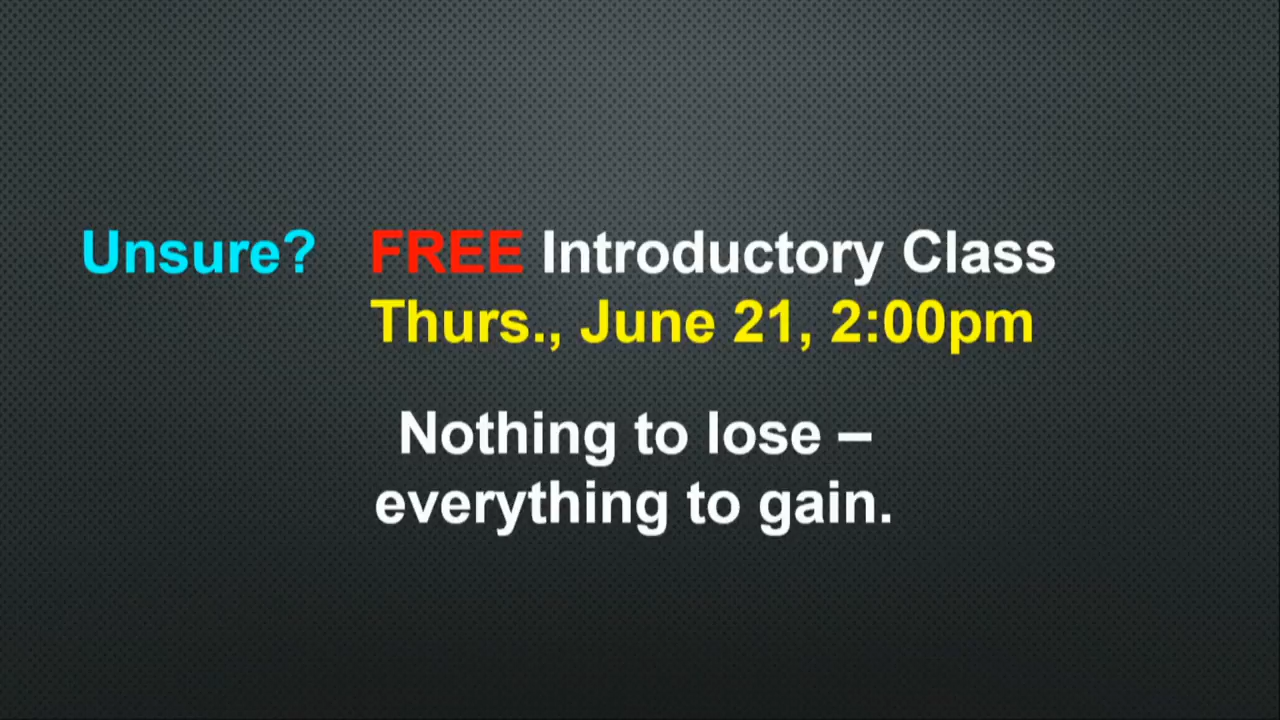 Unsure? FREE Introductory Class
Thurs., June 21, 2:00pm
Nothing to lose –
everything to gain.